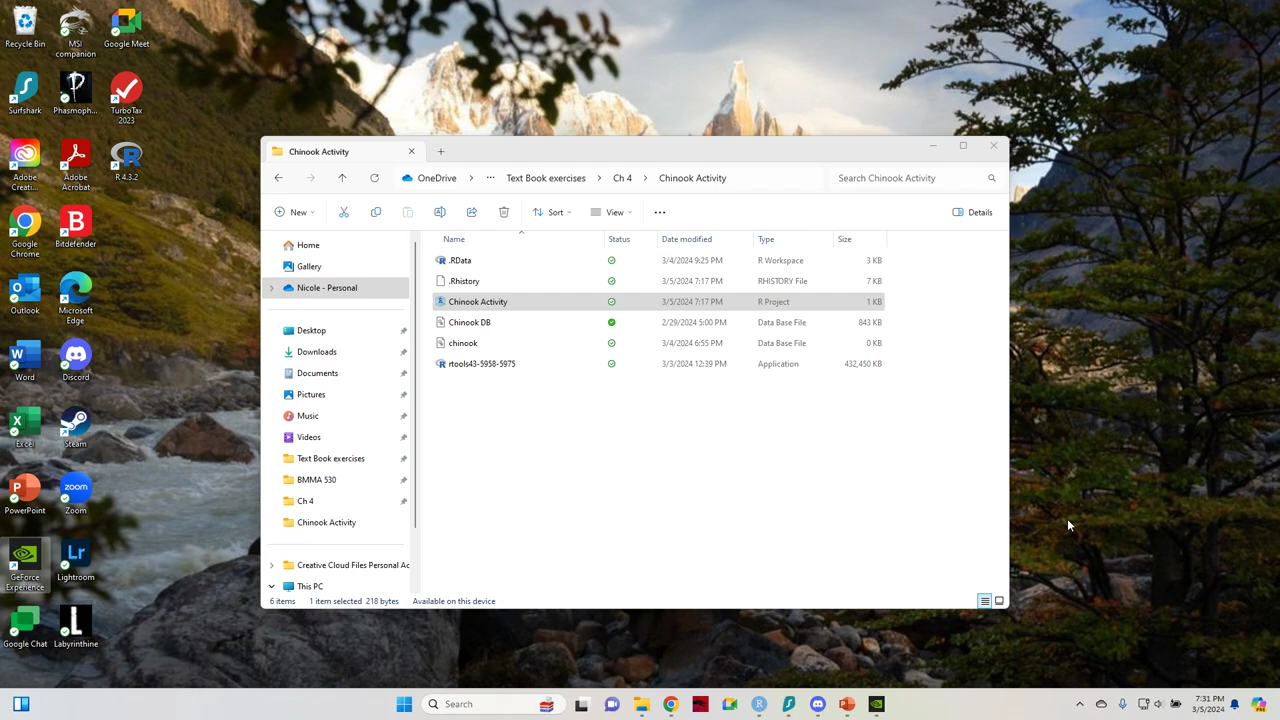 Recycle Bin
MSI companion
Google Meet
Surfshark
Phasmoph...
TurboTax 2023
Adobe Creati...
Adobe Acrobat
R 4.3.2
Google Chrome
Bitdefender
Outlook
Microsoft Edge
Word
Discord
Excel
Steam
PowerPoint
Zoom
GeForce Experience
Lightroom
Google Chat
Labyrinthine
Chinook Activity
OneDrive > ... Text Book exercises > Ch 4 > Chinook Activity
Search Chinook Activity
New
Sort
View
Details
Home
Gallery
Nicole - Personal
Desktop
Downloads
Documents
Pictures
Music
Videos
Text Book exercises
BMMA 530
Ch 4
Chinook Activity
Creative Cloud Files Personal Ac
This PC
Name Status Date modified Type Size
.RData 3/4/2024 9:25 PM R Workspace 3 KB
.Rhistory 3/5/2024 7:17 PM RHISTORY File 7 KB
Chinook Activity 3/5/2024 7:17 PM R Project 1 KB
Chinook DB 2/29/2024 5:00 PM Data Base File 843 KB
chinook 3/4/2024 6:55 PM Data Base File 0 KB
rtools43-5958-5975 3/3/2024 12:39 PM Application 432,450 KB
6 items 1 item selected 218 bytes Available on this device
Search
7:31 PM
3/5/2024